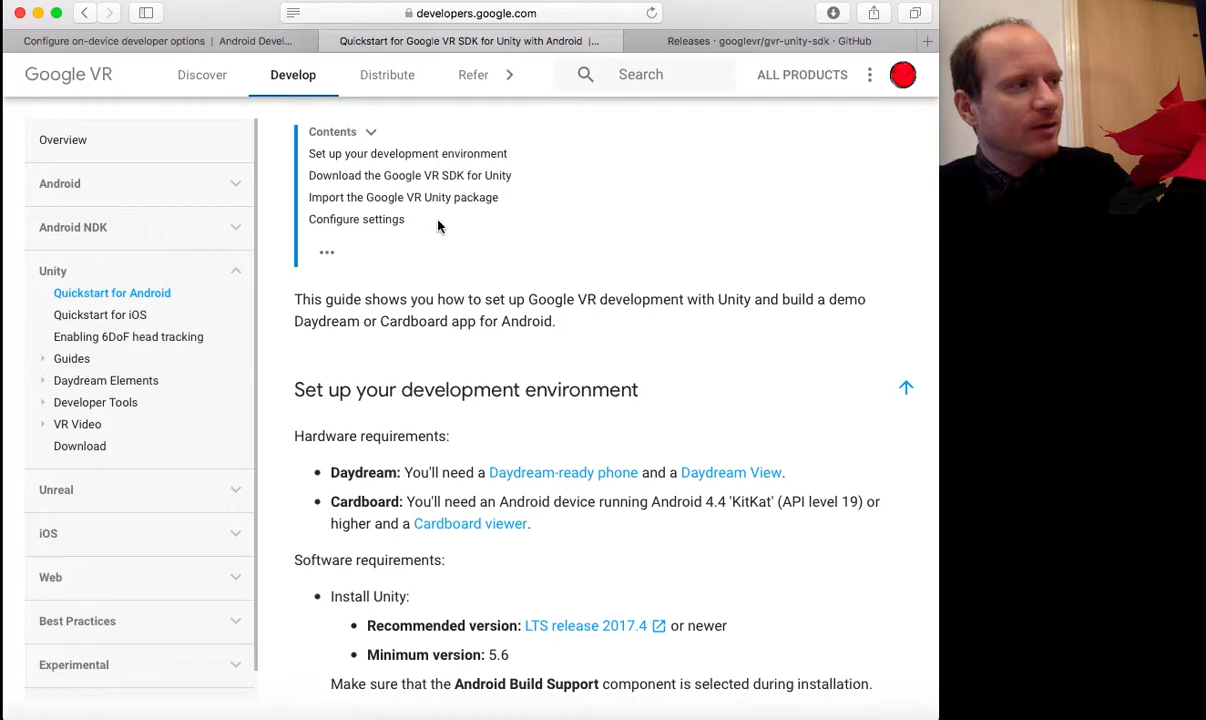 developers.google.com
Configure on-device developer options | Android Devel...
Quickstart for Google VR SDK for Unity with Android |...
Releases · googlevr/gvr-unity-sdk · GitHub
Google VR
Discover
Develop
Distribute
Refer
Search
ALL PRODUCTS
Overview
Android
Android NDK
Unity
Quickstart for Android
Quickstart for iOS
Enabling 6DoF head tracking
Guides
Daydream Elements
Developer Tools
VR Video
Download
Unreal
iOS
Web
Best Practices
Experimental
Contents
Set up your development environment
Download the Google VR SDK for Unity
Import the Google VR Unity package
Configure settings
This guide shows you how to set up Google VR development with Unity and build a demo
Daydream or Cardboard app for Android.
Set up your development environment
Hardware requirements:
Daydream: You'll need a Daydream-ready phone and a Daydream View.
Cardboard: You'll need an Android device running Android 4.4 'KitKat' (API level 19) or
higher and a Cardboard viewer.
Software requirements:
Install Unity:
Recommended version: LTS release 2017.4 or newer
Minimum version: 5.6
Make sure that the Android Build Support component is selected during installation.